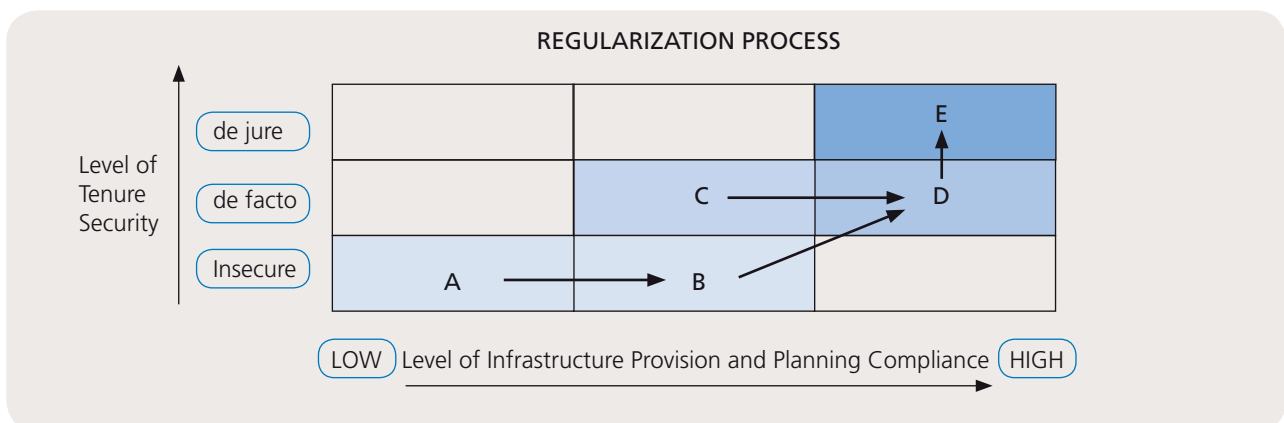 REGULARIZATION PROCESS
Level of
Tenure
Security
de jure
de facto
Insecure
E
C
D
A
B
LOW
Level of Infrastructure Provision and Planning Compliance
HIGH